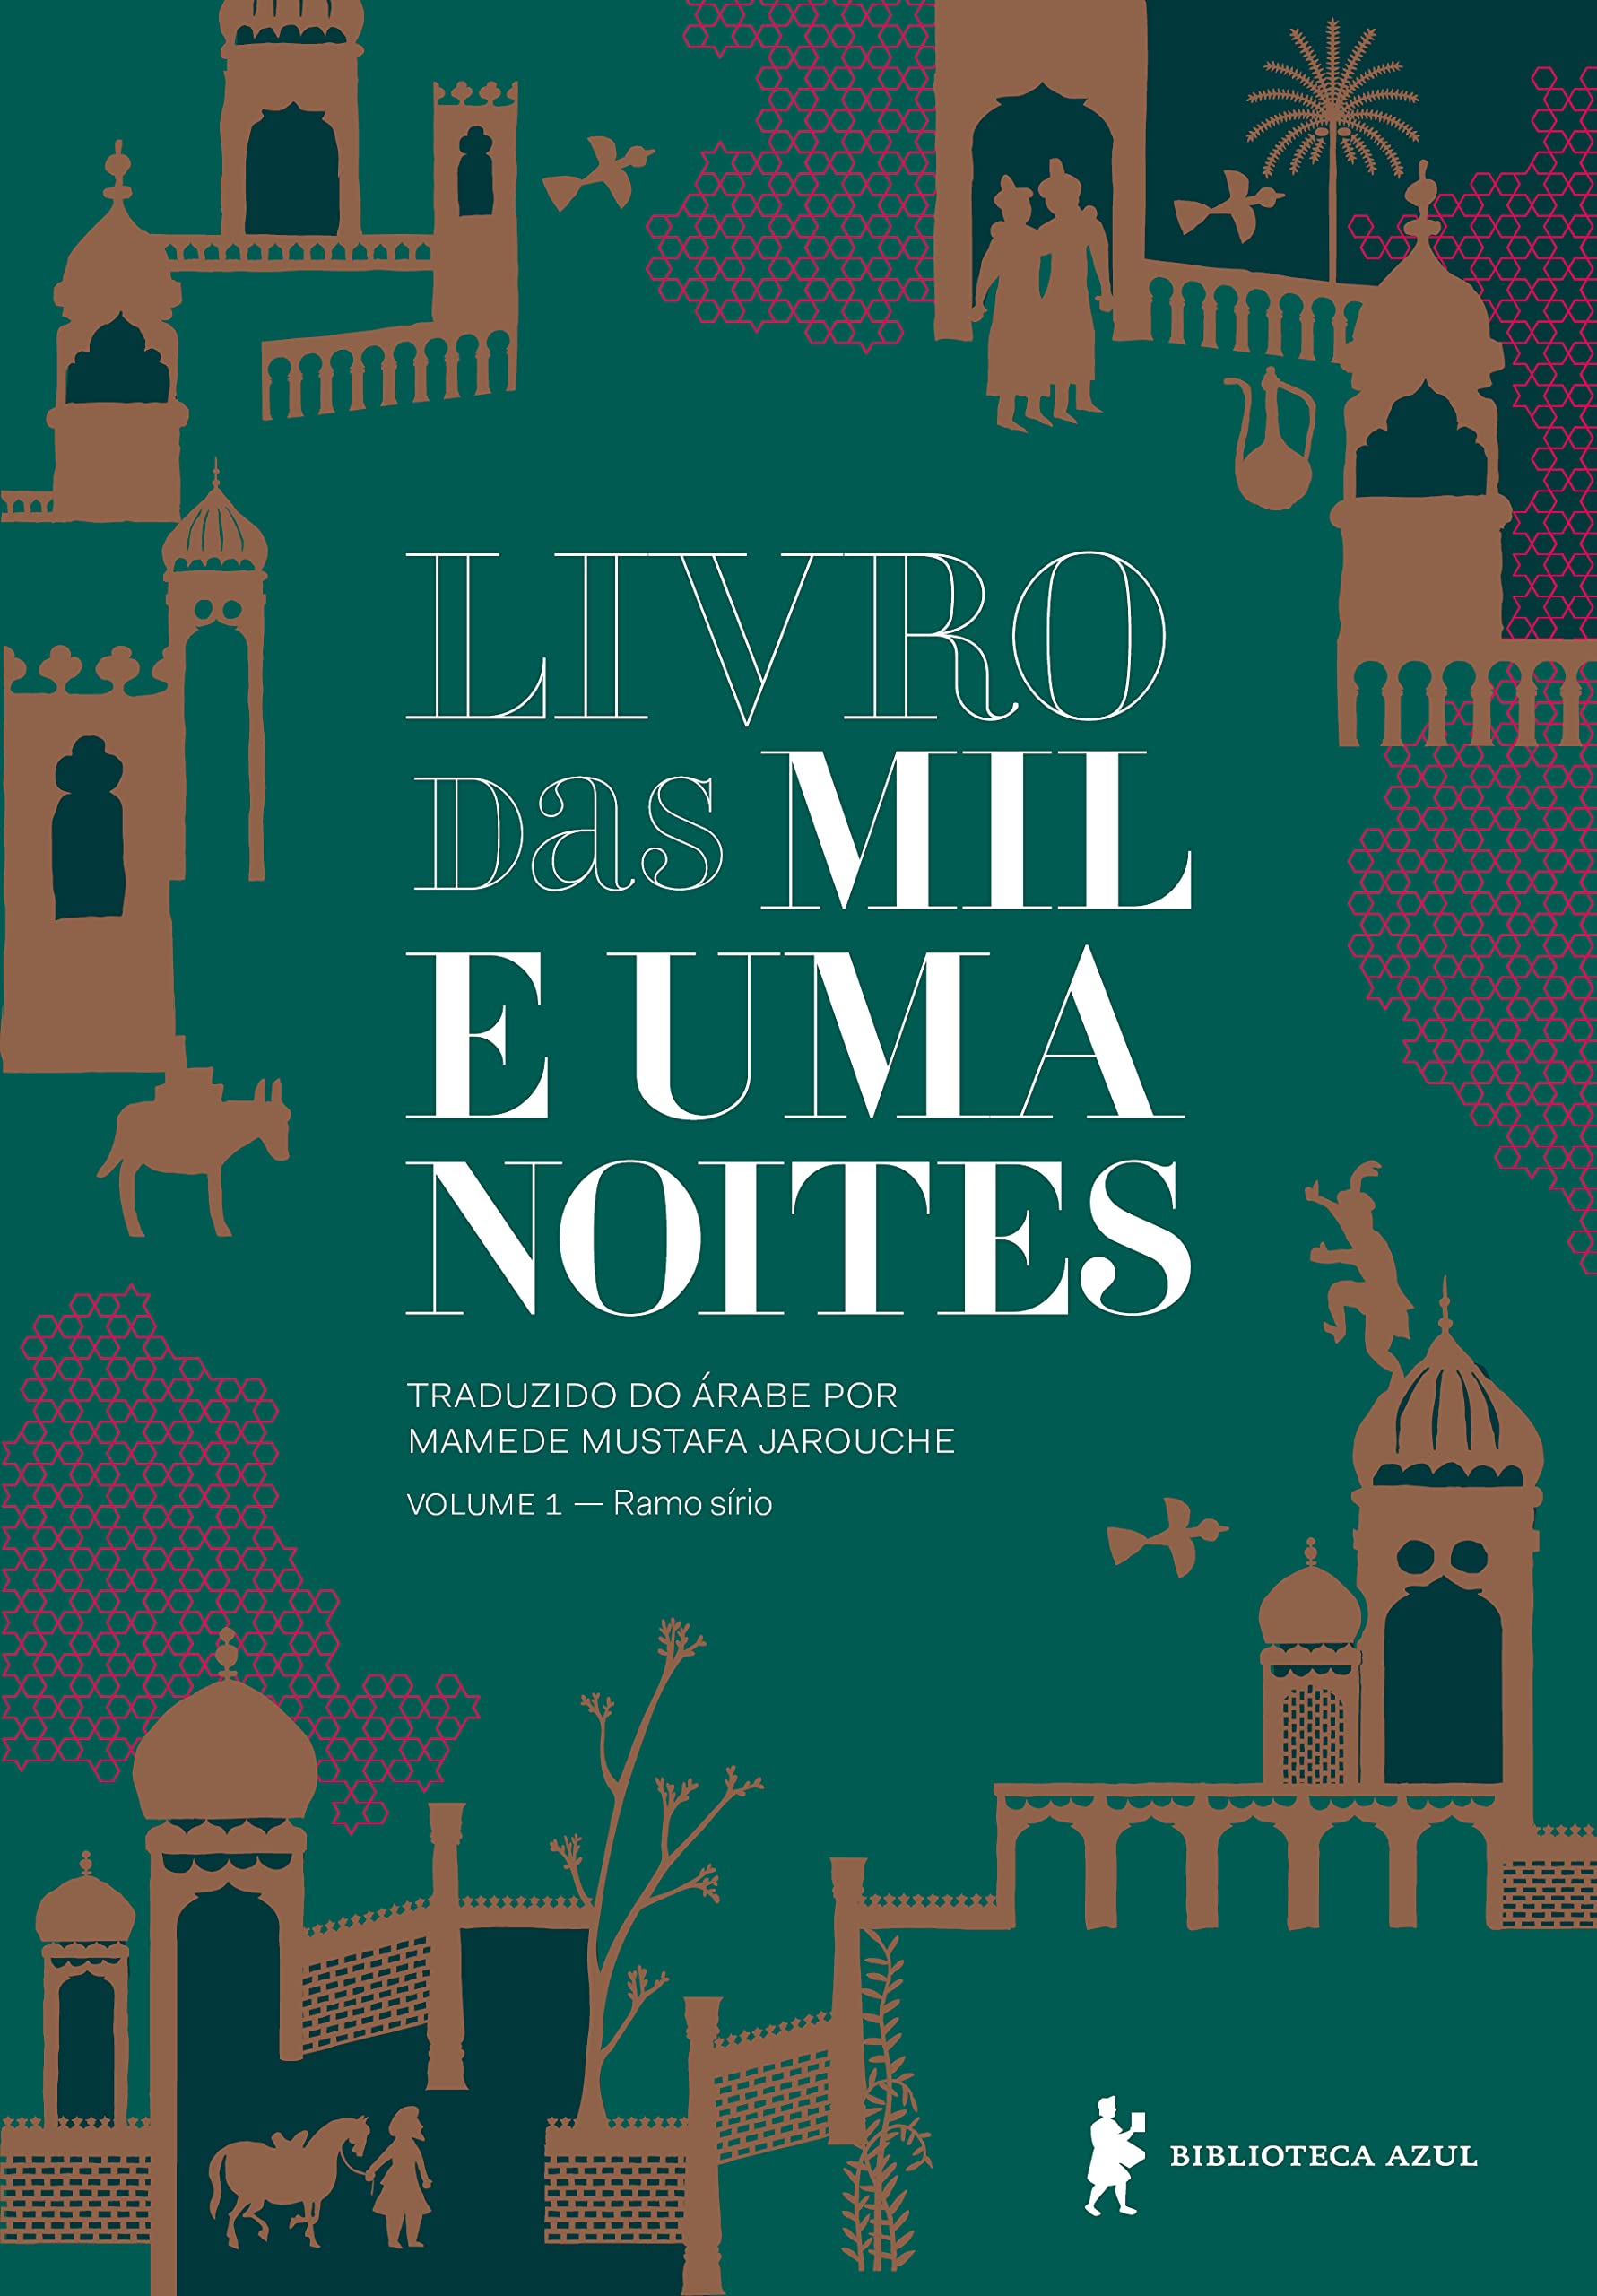 LIVRO
Das MIL
E UMA
NOITES
TRADUZIDO DO ÁRABE POR
MAMEDE MUSTAFA JAROUCHE
VOLUME 1 — Ramo sírio
BIBLIOTECA AZUL